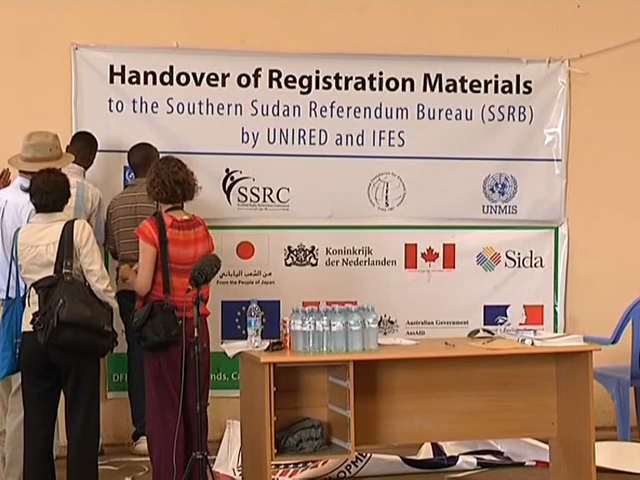 Handover of Registration Materials
to the Southern Sudan Referendum Bureau (SSRB)
by UNIRED and IFES
SSRC
UNMIS
من الشعب الياباني
From the People of Japan
Koninkrijk
der Nederlanden
Sida
Australian Government
AusAID